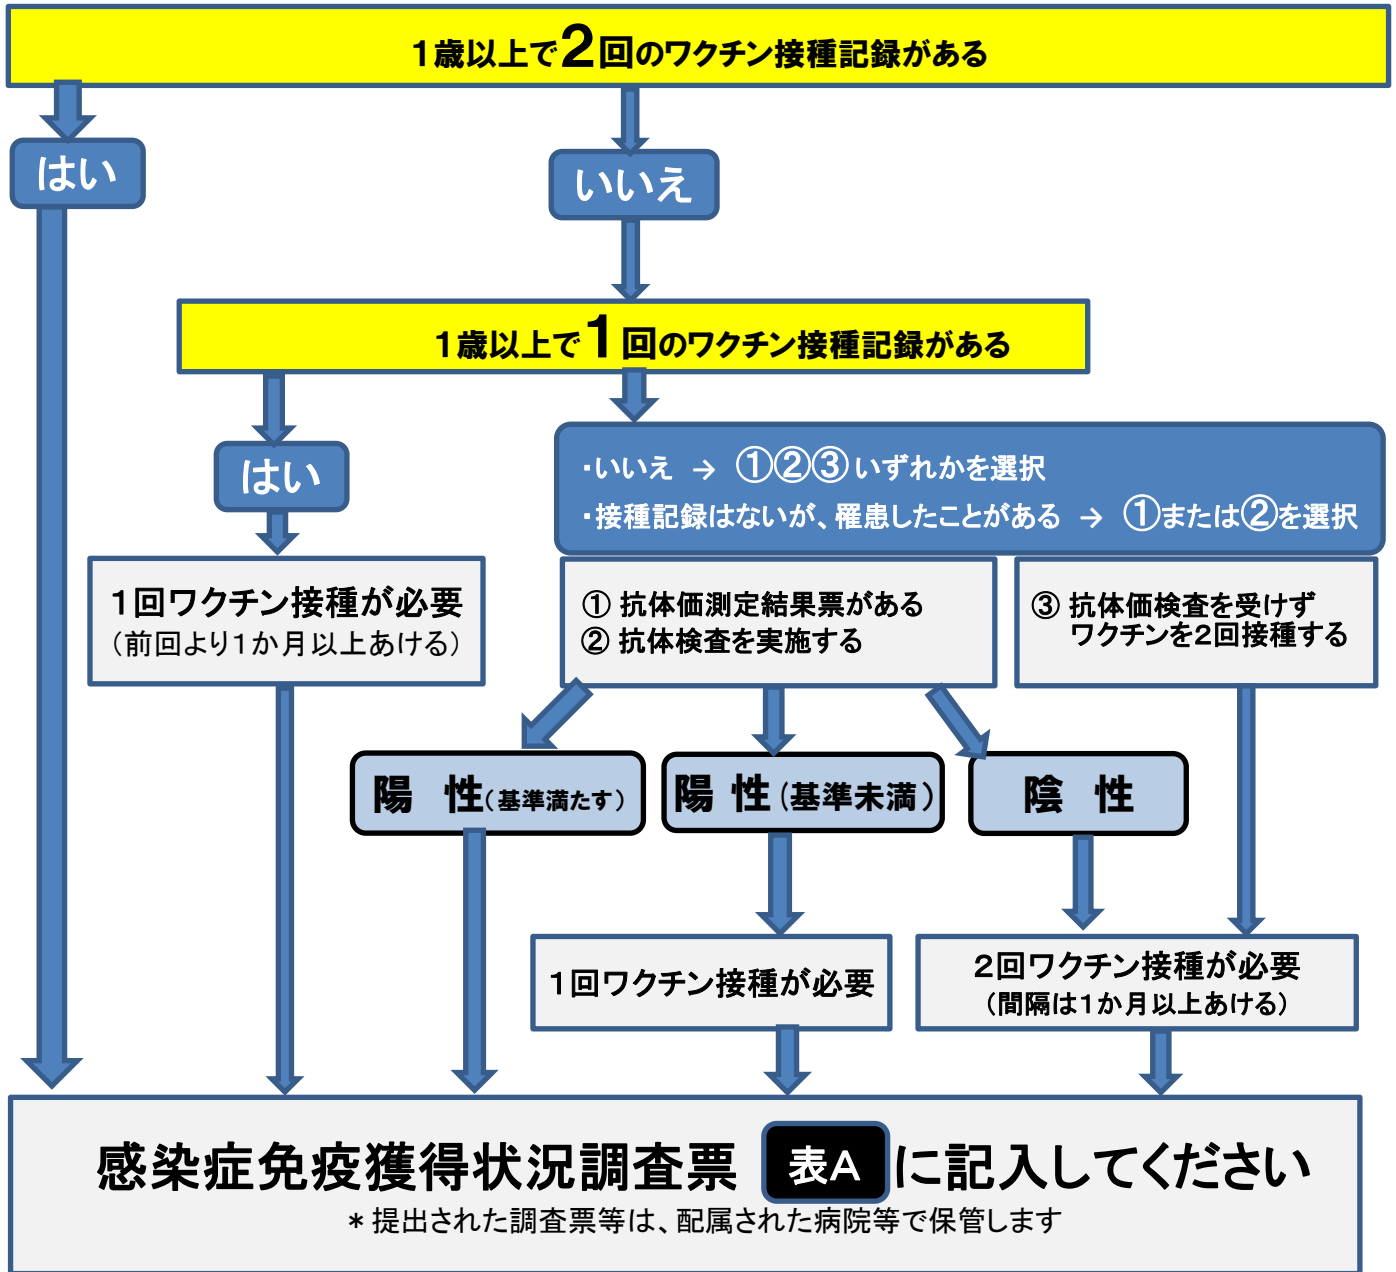 1歳以上で2回のワクチン接種記録がある
はい
いいえ
1歳以上で1回のワクチン接種記録がある
はい
・いいえ → ①②③いずれかを選択
・接種記録はないが、罹患したことがある → ①または②を選択
1回ワクチン接種が必要
(前回より1か月以上あける)
① 抗体価測定結果票がある
② 抗体検査を実施する
③ 抗体価検査を受けず
ワクチンを2回接種する
陽 性(基準満たす)
陽 性(基準未満)
陰 性
1回ワクチン接種が必要
2回ワクチン接種が必要
(間隔は1か月以上あける)
感染症免疫獲得状況調査票 表A に記入してください
*提出された調査票等は、配属された病院等で保管します